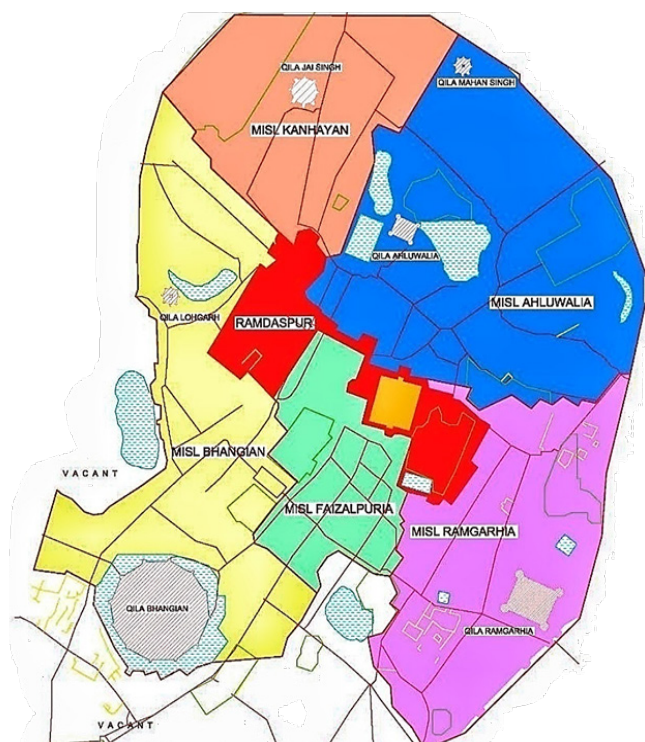 QILA JAI SINGH
QILA MAHAN SINGH
MISL KANHAYAN
QILA AHLUWALIA
MISL AHLUWALIA
QILA LOHGARH
RAMDASPUR
MISL BHANGIAN
VACANT
MISL FAIZALPURIA
MISL RAMGARHIA
QILA BHANGIAN
QILA RAMGARHIA
VACANT